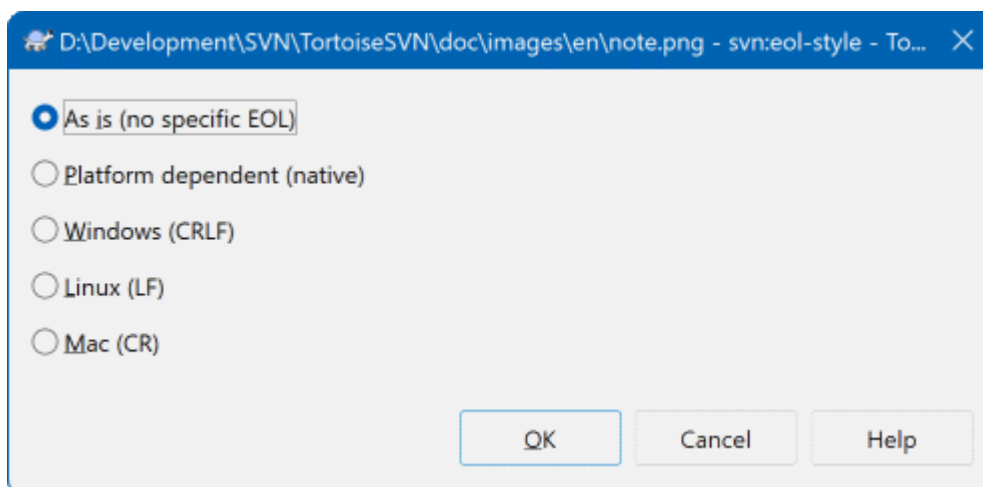 D:\Development\SVN\TortoiseSVN\doc\images\en\note.png - svn:eol-style - To...
As is (no specific EOL)
Platform dependent (native)
Windows (CRLF)
Linux (LF)
Mac (CR)
OK Cancel Help